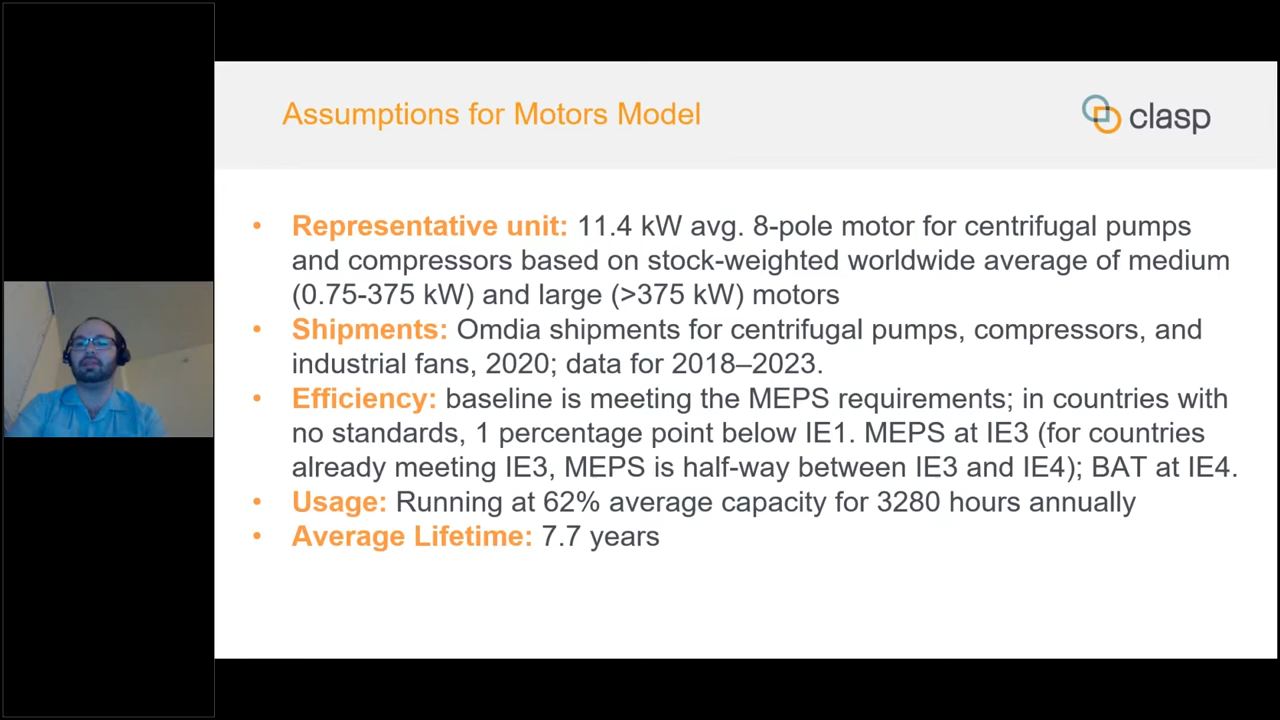 Assumptions for Motors Model
clasp
• Representative unit: 11.4 kW avg. 8-pole motor for centrifugal pumps
and compressors based on stock-weighted worldwide average of medium
(0.75-375 kW) and large (>375 kW) motors
• Shipments: Omdia shipments for centrifugal pumps, compressors, and
industrial fans, 2020; data for 2018–2023.
• Efficiency: baseline is meeting the MEPS requirements; in countries with
no standards, 1 percentage point below IE1. MEPS at IE3 (for countries
already meeting IE3, MEPS is half-way between IE3 and IE4); BAT at IE4.
• Usage: Running at 62% average capacity for 3280 hours annually
• Average Lifetime: 7.7 years